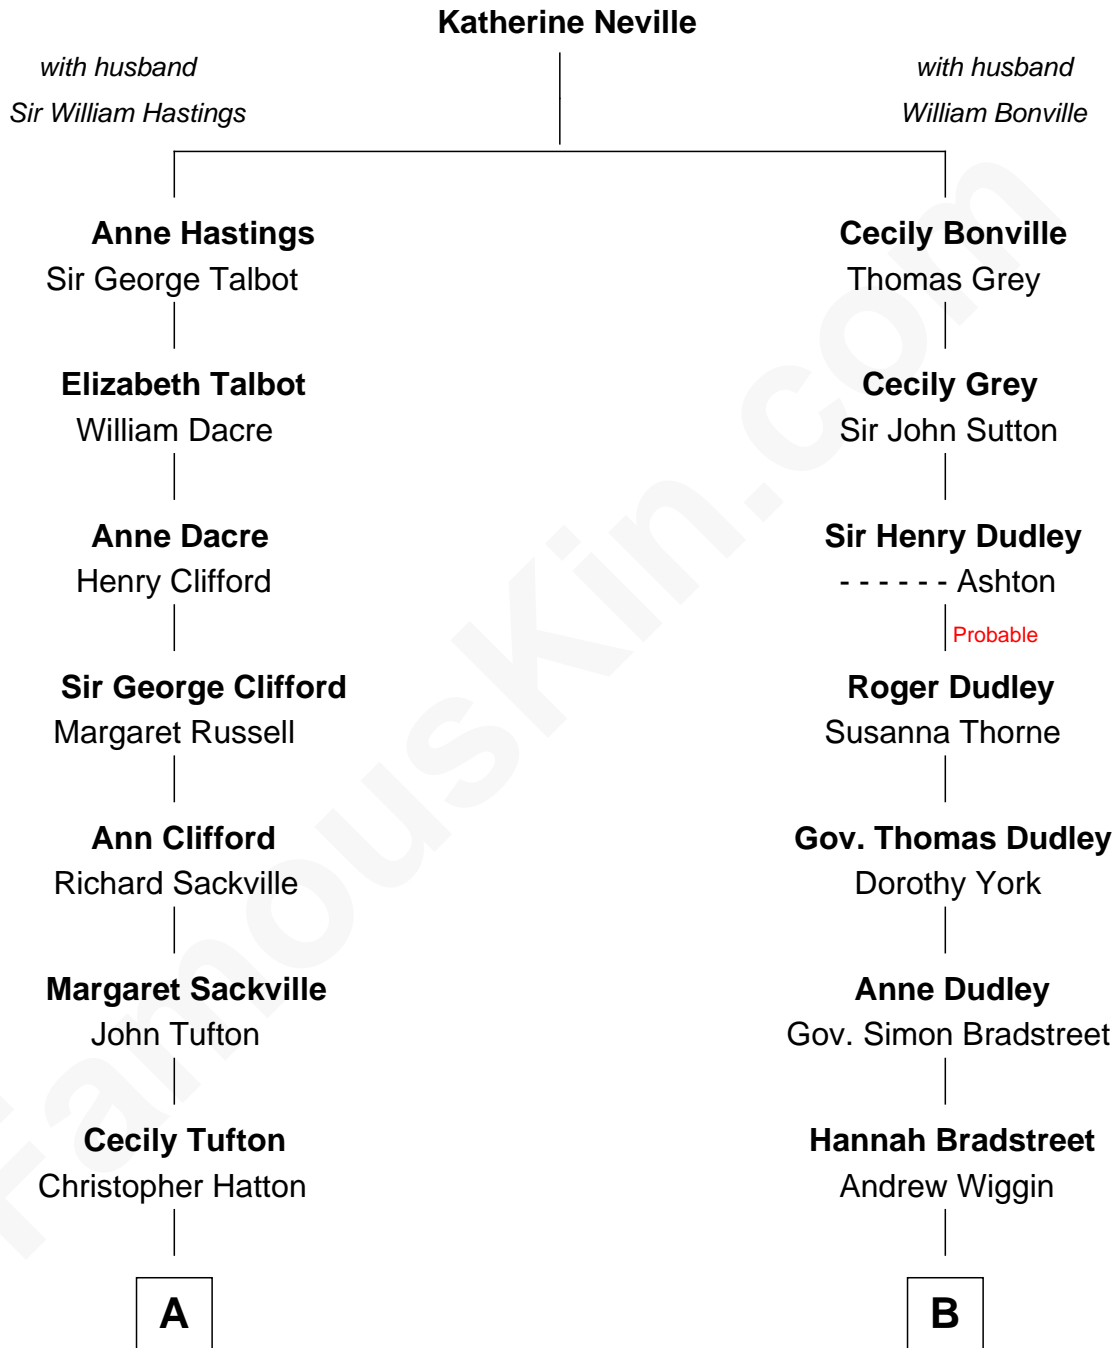 Katherine Neville
with husband
Sir William Hastings
with husband
William Bonville
Anne Hastings
Sir George Talbot
Elizabeth Talbot
William Dacre
Anne Dacre
Henry Clifford
Sir George Clifford
Margaret Russell
Ann Clifford
Richard Sackville
Margaret Sackville
John Tufton
Cecily Tufton
Christopher Hatton
A
Cecily Bonville
Thomas Grey
Cecily Grey
Sir John Sutton
Sir Henry Dudley
- - - - - - Ashton
Probable
Roger Dudley
Susanna Thorne
Gov. Thomas Dudley
Dorothy York
Anne Dudley
Gov. Simon Bradstreet
Hannah Bradstreet
Andrew Wiggin
B
FamousKin.com